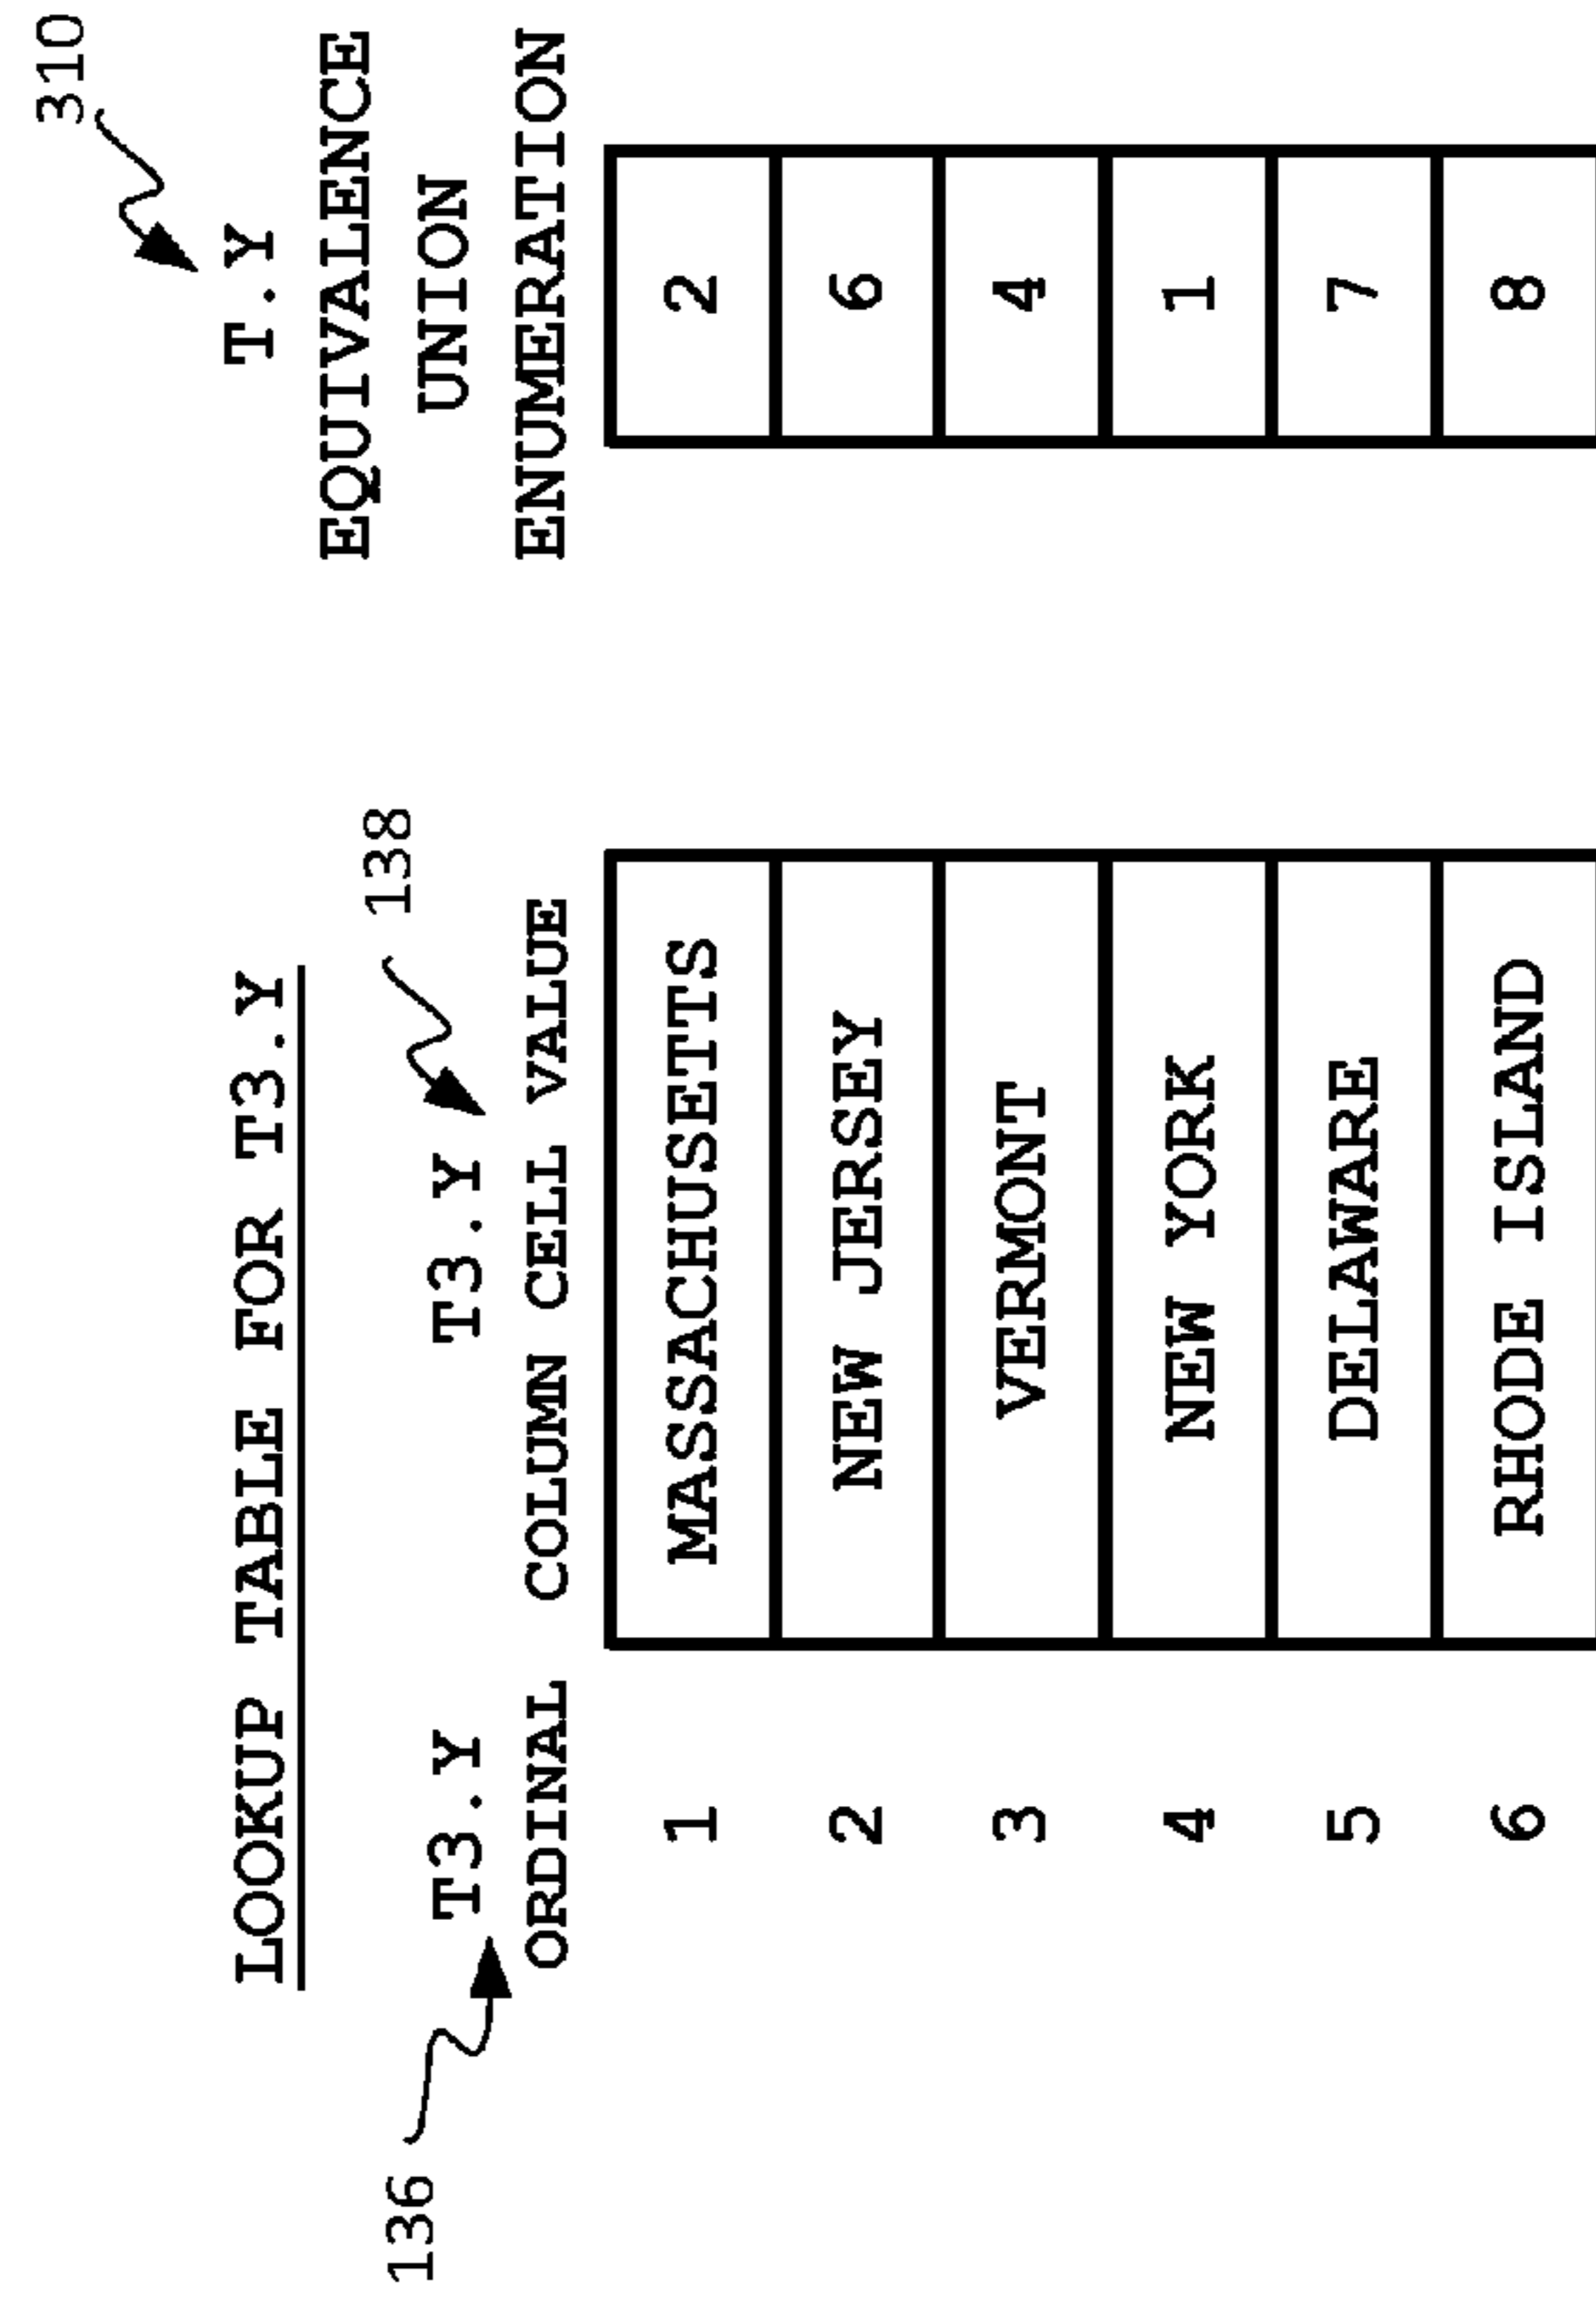 310
T.Y
LOOKUP TABLE FOR T3.Y
EQUIVALENCE
138
136
T3.Y T3.Y
UNION
ORDINAL COLUMN CELL VALUE
ENUMERATION
1 MASSACHUSETTS 2
2 NEW JERSEY 6
3 VERMONT 4
4 NEW YORK 1
5 DELAWARE 7
6 RHODE ISLAND 8